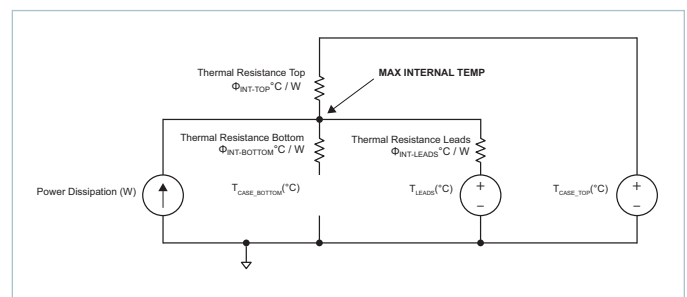 Thermal Resistance Top
MAX INTERNAL TEMP
ΦINT-TOP°C / W
Thermal Resistance Bottom
ΦINT-BOTTOM°C / W
Thermal Resistance Leads
ΦINT-LEADS°C / W
Power Dissipation (W)
TCASE_BOTTOM(°C)
TLEADS(°C)
+
–
TCASE_TOP(°C)
+
–